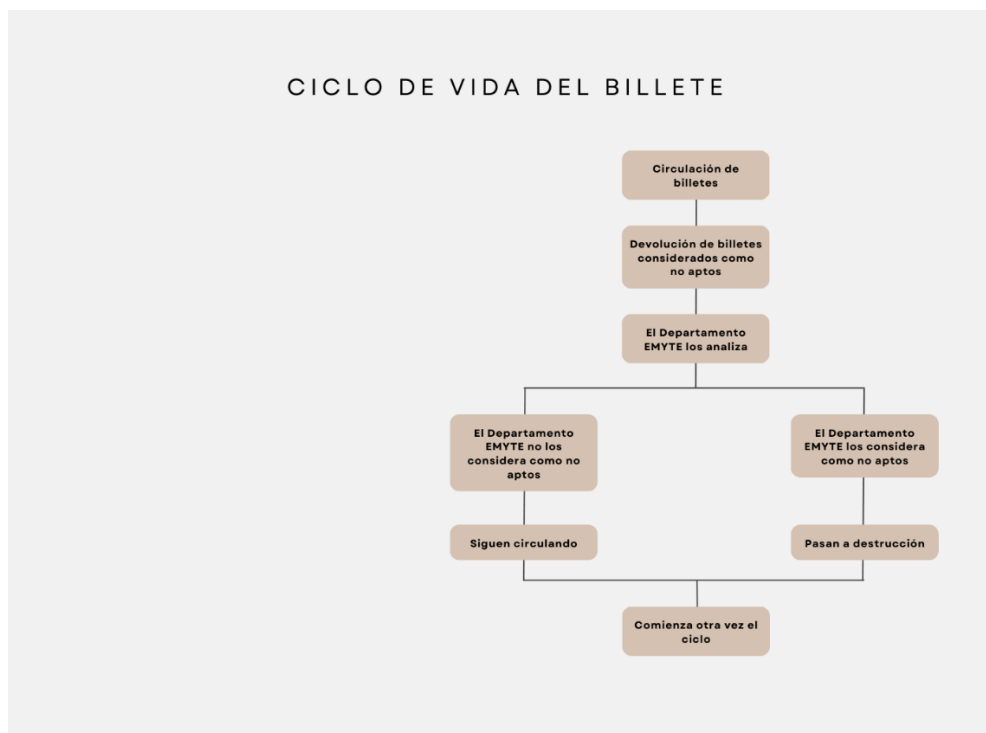 CICLO DE VIDA DEL BILLETE
Circulación de
billetes
Devolución de billetes
considerados como
no aptos
El Departamento
EMYTE los analiza
El Departamento
EMYTE no los
considera como no
aptos
El Departamento
EMYTE los considera
como no aptos
Siguen circulando
Pasan a destrucción
Comienza otra vez el
ciclo